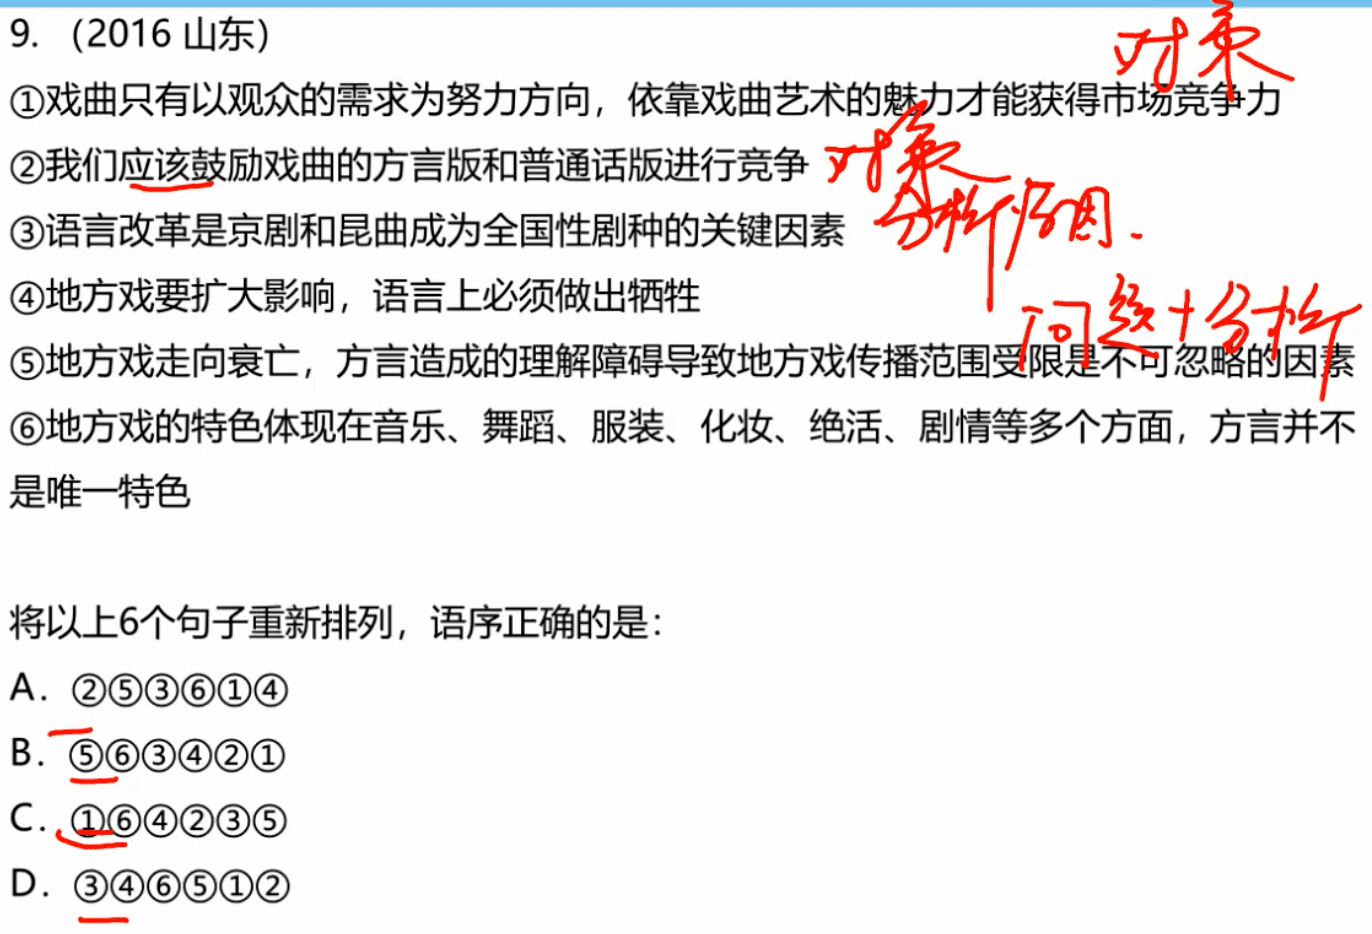 9. （2016 山东）
对策
①戏曲只有以观众的需求为努力方向，依靠戏曲艺术的魅力才能获得市场竞争力
②我们应该鼓励戏曲的方言版和普通话版进行竞争 对策
③语言改革是京剧和昆曲成为全国性剧种的关键因素 分析原因.
④地方戏要扩大影响，语言上必须做出牺牲
问题+分析
⑤地方戏走向衰亡，方言造成的理解障碍导致地方戏传播范围受限是不可忽略的因素
⑥地方戏的特色体现在音乐、舞蹈、服装、化妆、绝活、剧情等多个方面，方言并不
是唯一特色
将以上6个句子重新排列，语序正确的是：
A. ②⑤③⑥①④
B. ⑤⑥③④②①
C. ①⑥④②③⑤
D. ③④⑥⑤①②